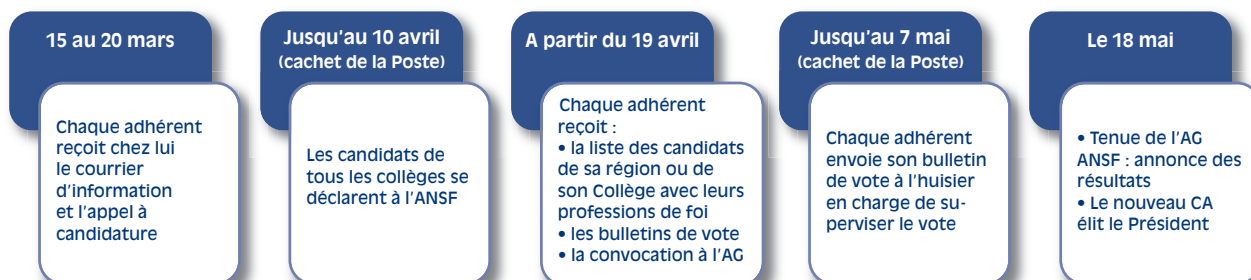 15 au 20 mars
Chaque adhérent
reçoit chez lui
le courrier
d'information
et l'appel à
candidature
Jusqu'au 10 avril
(cachet de la Poste)
Les candidats de
tous les collèges se
déclarent à l'ANSF
A partir du 19 avril
Chaque adhérent
reçoit :
• la liste des candidats
de sa région ou de
son Collège avec leurs
professions de foi
• les bulletins de vote
• la convocation à l'AG
Jusqu'au 7 mai
(cachet de la Poste)
Chaque adhérent
envoie son bulletin
de vote à l'huisier
en charge de su-
perviser le vote
Le 18 mai
• Tenue de l'AG
ANSF : annonce des
résultats
• Le nouveau CA
élit le Président